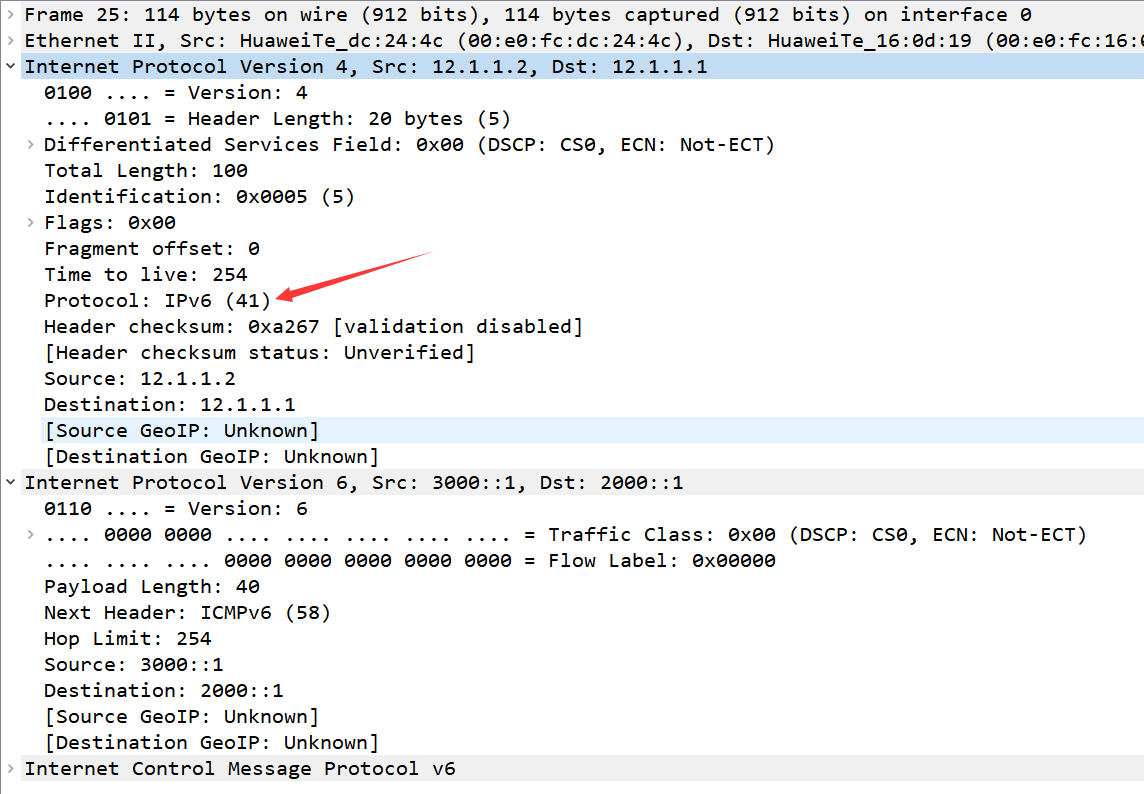 Frame 25: 114 bytes on wire (912 bits), 114 bytes captured (912 bits) on interface 0
Ethernet II, Src: HuaweiTe_dc:24:4c (00:e0:fc:dc:24:4c), Dst: HuaweiTe_16:0d:19 (00:e0:fc:16:
Internet Protocol Version 4, Src: 12.1.1.2, Dst: 12.1.1.1
0100 .... = Version: 4
.... 0101 = Header Length: 20 bytes (5)
Differentiated Services Field: 0x00 (DSCP: CS0, ECN: Not-ECT)
Total Length: 100
Identification: 0x0005 (5)
Flags: 0x00
Fragment offset: 0
Time to live: 254
Protocol: IPv6 (41)
Header checksum: 0xa267 [validation disabled]
[Header checksum status: Unverified]
Source: 12.1.1.2
Destination: 12.1.1.1
[Source GeoIP: Unknown]
[Destination GeoIP: Unknown]
Internet Protocol Version 6, Src: 3000::1, Dst: 2000::1
0110 .... = Version: 6
.... 0000 0000 .... .... .... .... .... = Traffic Class: 0x00 (DSCP: CS0, ECN: Not-ECT)
.... .... .... 0000 0000 0000 0000 0000 = Flow Label: 0x00000
Payload Length: 40
Next Header: ICMPv6 (58)
Hop Limit: 254
Source: 3000::1
Destination: 2000::1
[Source GeoIP: Unknown]
[Destination GeoIP: Unknown]
Internet Control Message Protocol v6